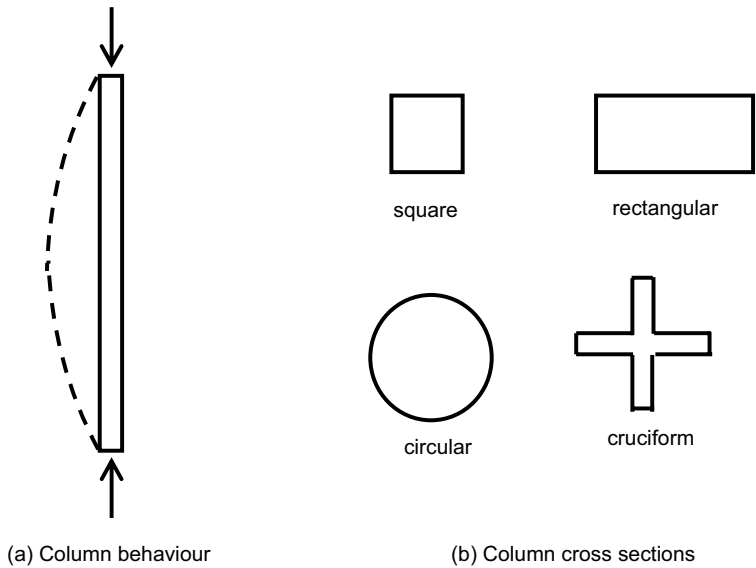 square
rectangular
circular
cruciform
(a) Column behaviour
(b) Column cross sections